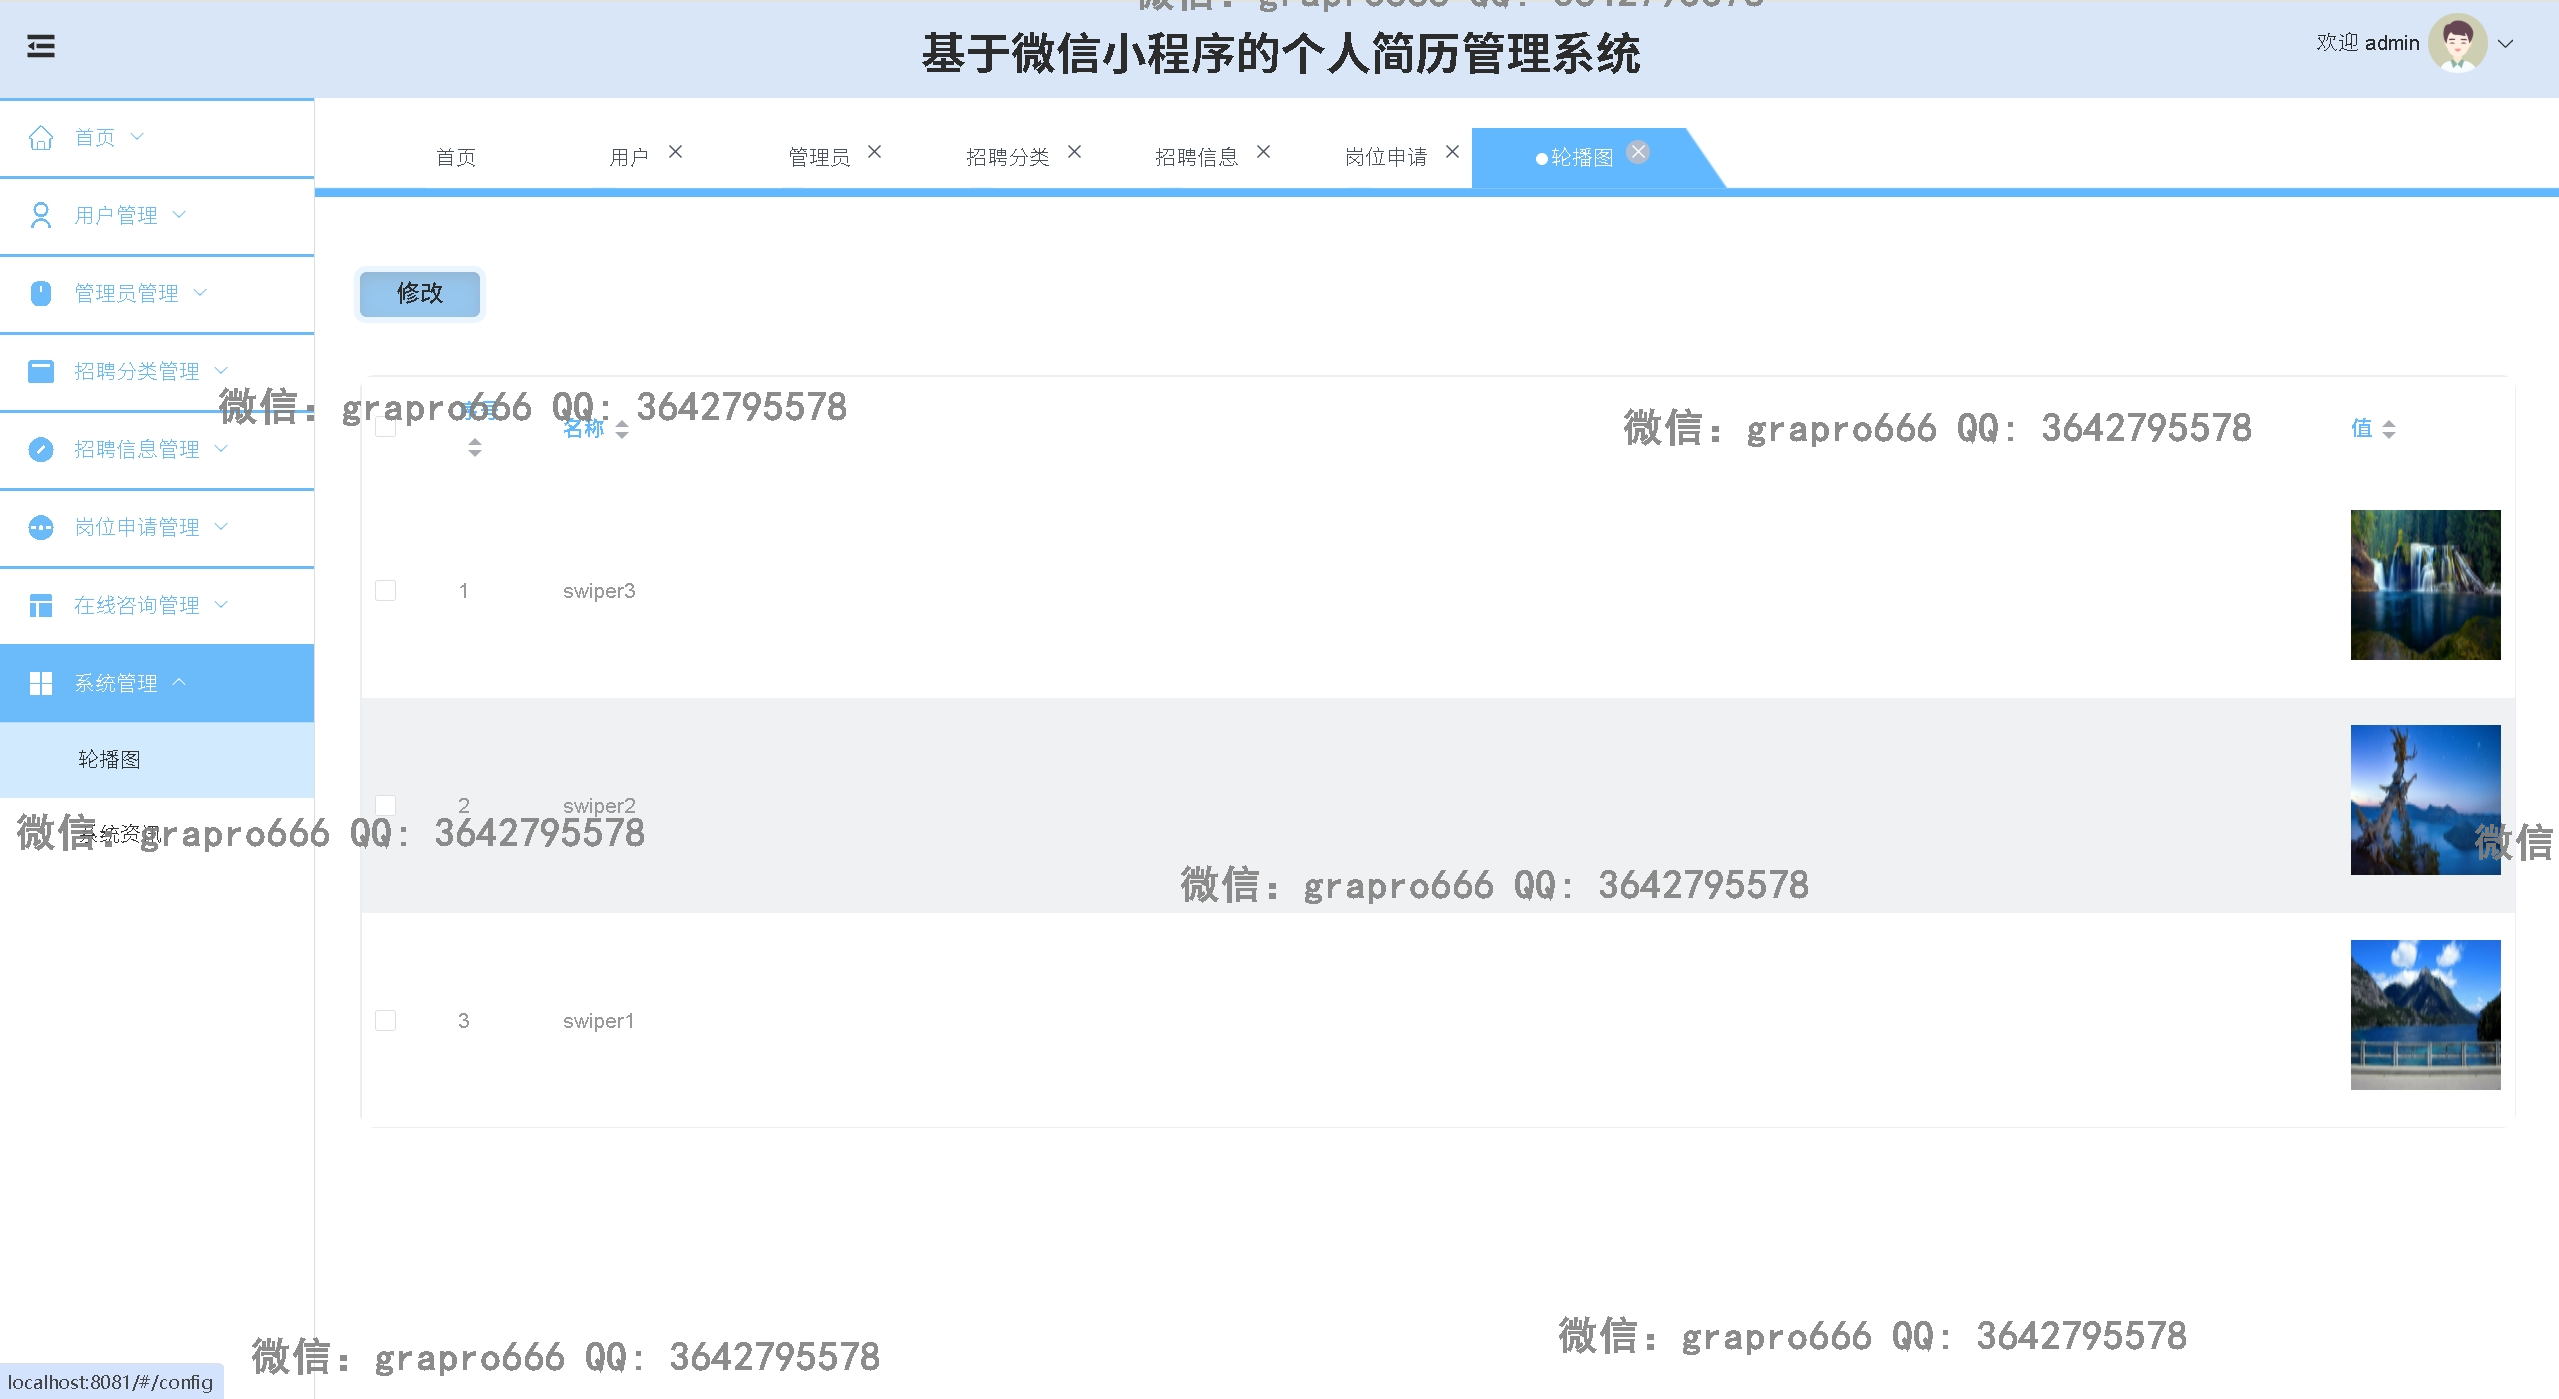 基于微信小程序的个人简历管理系统
欢迎 admin
首页
用户管理
管理员管理
招聘分类管理
招聘信息管理
岗位申请管理
在线咨询管理
系统管理
轮播图
系统资讯
首页 用户 管理员 招聘分类 招聘信息 岗位申请 轮播图
修改
序号 名称 值
1 swiper3
2 swiper2
3 swiper1
微信: grapro666 QQ: 3642795578
微信: grapro666 QQ: 3642795578
微信: grapro666 QQ: 3642795578
微信: grapro666 QQ: 3642795578
微信
微信: grapro666 QQ: 3642795578
微信: grapro666 QQ: 3642795578
微信: grapro666 QQ: 3642795578
localhost:8081/#/config